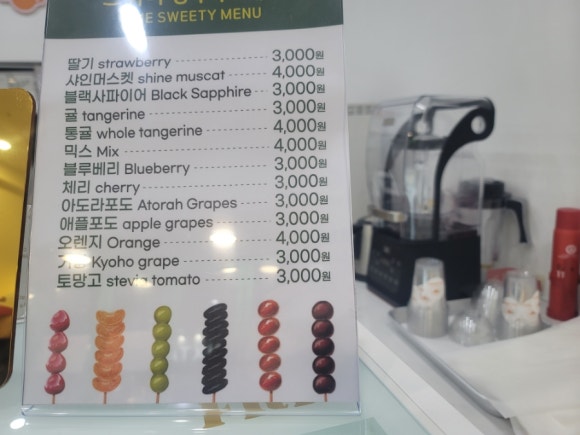 SWEETY MENU
딸기 strawberry 3,000원
샤인머스켓 shine muscat 4,000원
블랙사파이어 Black Sapphire 3,000원
귤 tangerine 3,000원
통귤 whole tangerine 4,000원
믹스 Mix 4,000원
블루베리 Blueberry 3,000원
체리 cherry 3,000원
아도라포도 Atorah Grapes 3,000원
애플포도 apple grapes 3,000원
오렌지 Orange 4,000원
Kyoho grape 3,000원
토망고 stevia tomato 3,000원